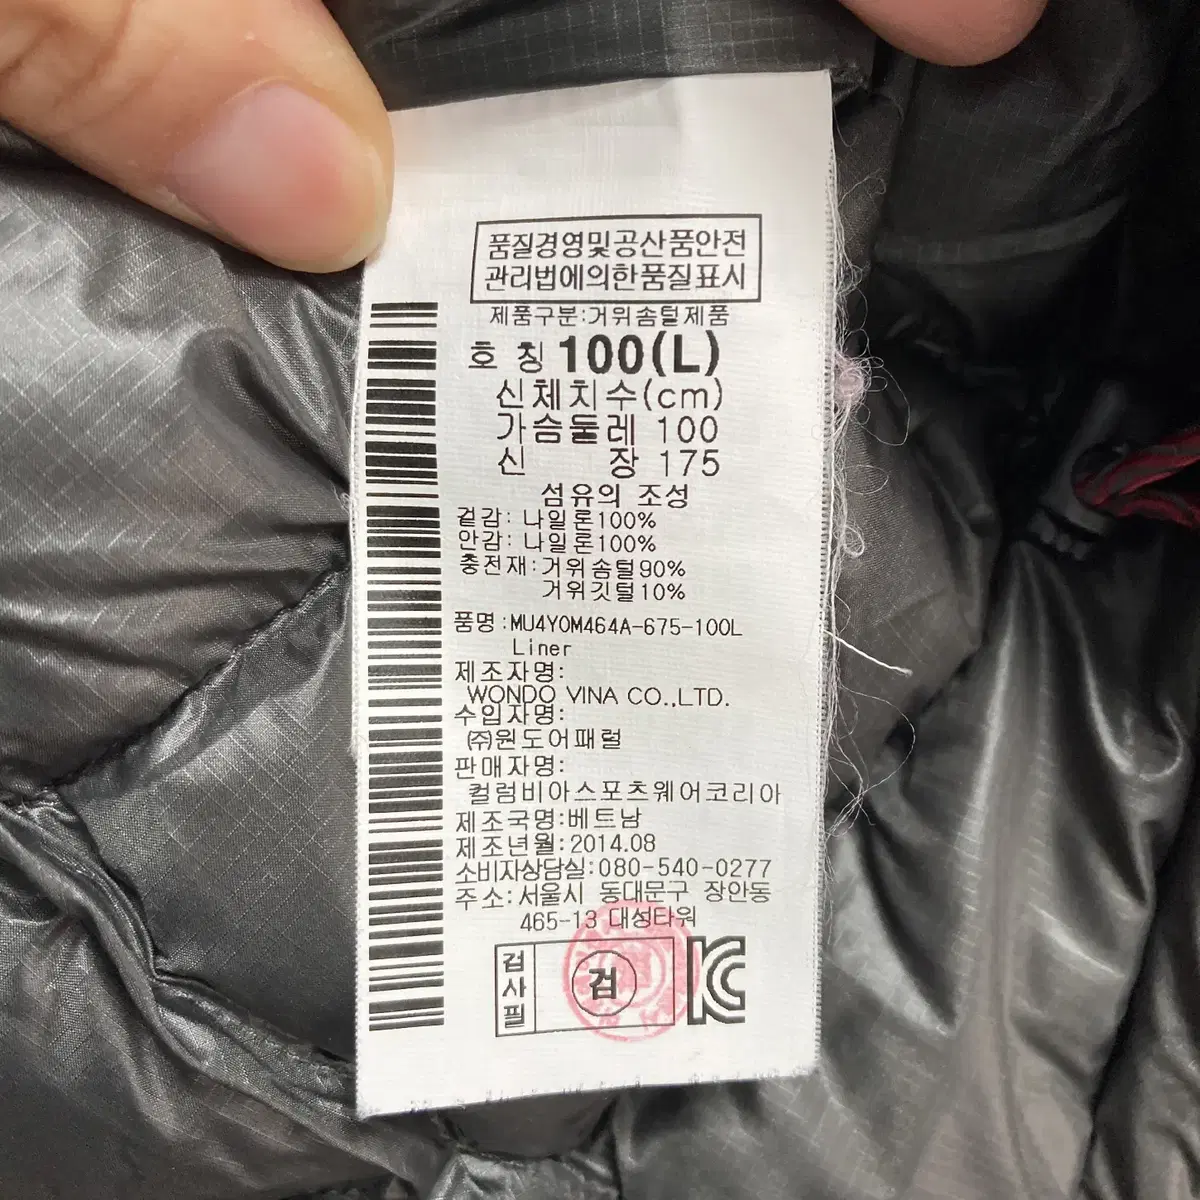 품질경영및공산품안전
관리법에의한품질표시
제품구분:거위솜털제품
호 칭 100(L)
신체치수(cm)
가슴둘레 100
신 장 175
섬유의 조성
겉감: 나일론100%
안감: 나일론100%
충전재:거위솜털90%
거위깃털10%
품명:MU4YOM464A-675-100L
Liner
제조자명:
WONDO VINA CO.,LTD.
수입자명:
㈜원도어패럴
판매자명:
컬럼비아스포츠웨어코리아
제조국명:베트남
제조년월:2014.08
소비자상담실:080-540-0277
주소:서울시 동대문구 장안동
465-13 대성타워
검사필
검
KC